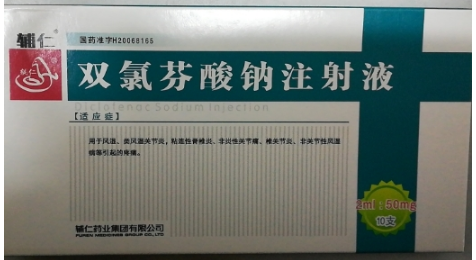 辅仁
国药准字H20068165
辅仁
双氯芬酸钠注射液
Diclofenac Sodium Injection
【适应症】
用于风湿、类风湿关节炎，粘连性脊椎炎、非炎性关节痛、椎关节炎、非关节性风湿
病等引起的疼痛。
2ml：50mg
10支
辅仁药业集团有限公司
FUREN MEDICINES GROUP CO., LTD